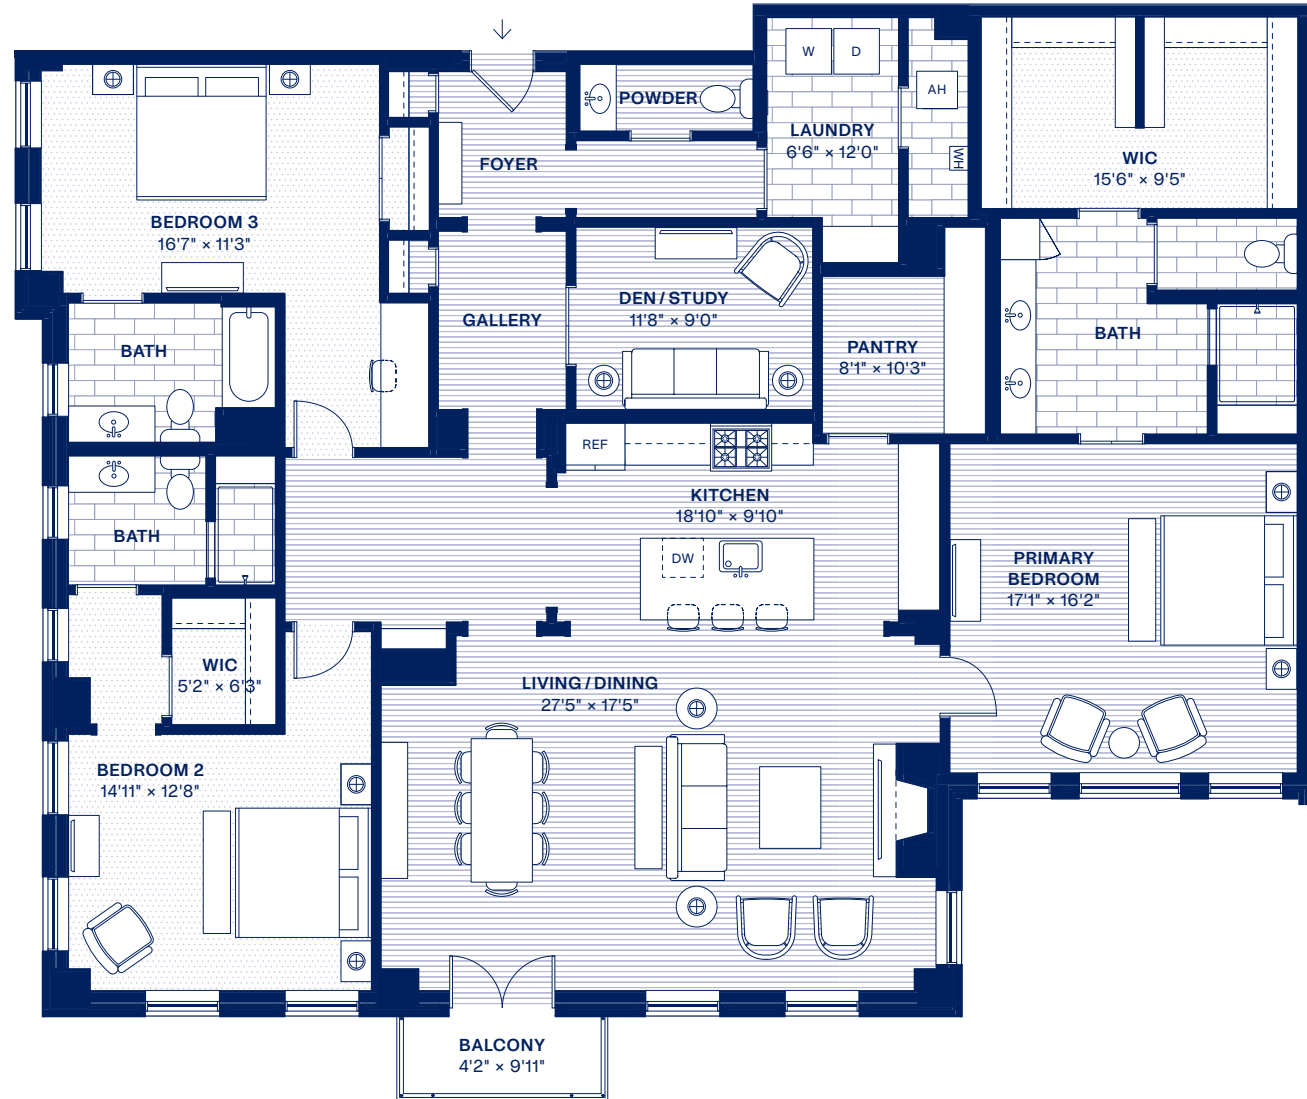 W
D
AH
WH
POWDER
LAUNDRY
6'6" × 12'0"
FOYER
WIC
15'6" × 9'5"
BEDROOM 3
16'7" × 11'3"
DEN / STUDY
11'8" × 9'0"
GALLERY
BATH
PANTRY
8'1" × 10'3"
BATH
REF
KITCHEN
18'10" × 9'10"
BATH
DW
PRIMARY
BEDROOM
17'1" × 16'2"
WIC
5'2" × 6'3"
LIVING / DINING
27'5" × 17'5"
BEDROOM 2
14'11" × 12'8"
BALCONY
4'2" × 9'11"